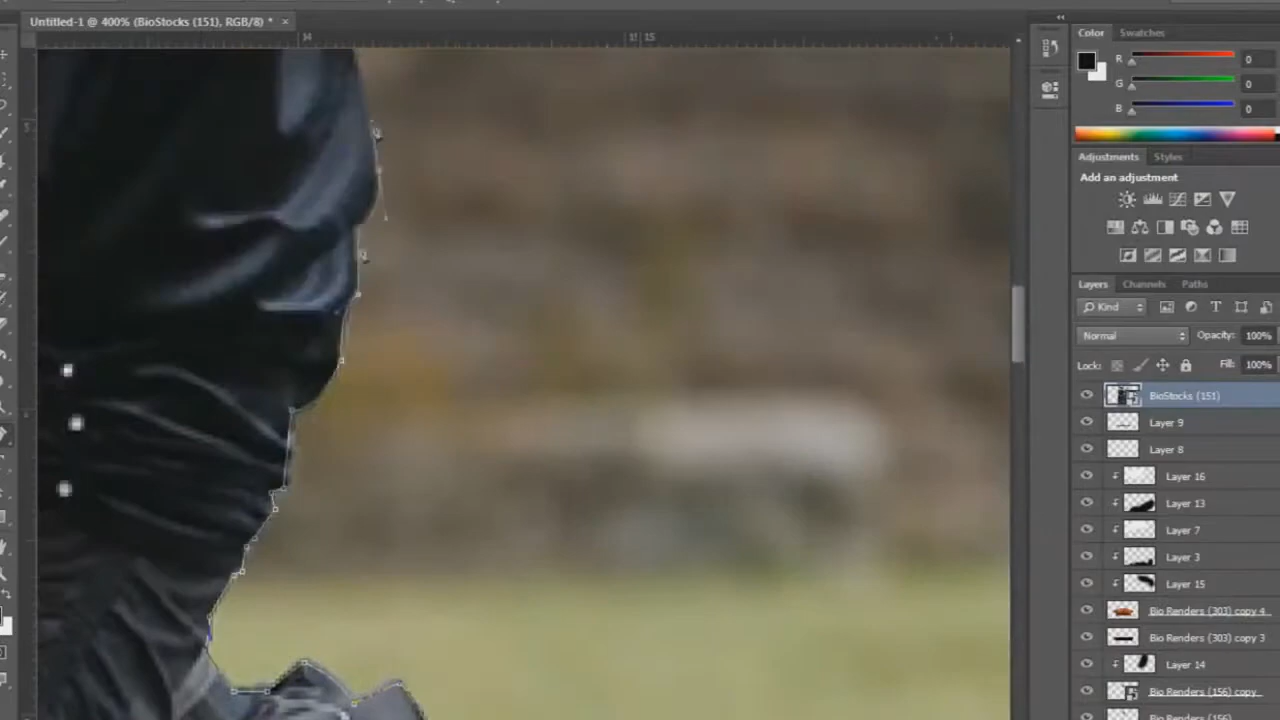 Untitled-1 @ 400% (BioStocks (151), RGB/8) * ×
14
15
Color Swatches
R 0
G 0
B 0
Adjustments Styles
Add an adjustment
Layers Channels Paths
Kind
Normal Opacity: 100%
Lock: Fill: 100%
BioStocks (151)
Layer 9
Layer 8
Layer 16
Layer 13
Layer 7
Layer 3
Layer 15
Bio Renders (303) copy 4
Bio Renders (303) copy 3
Layer 14
Bio Renders (156) copy
Bio Renders (156)